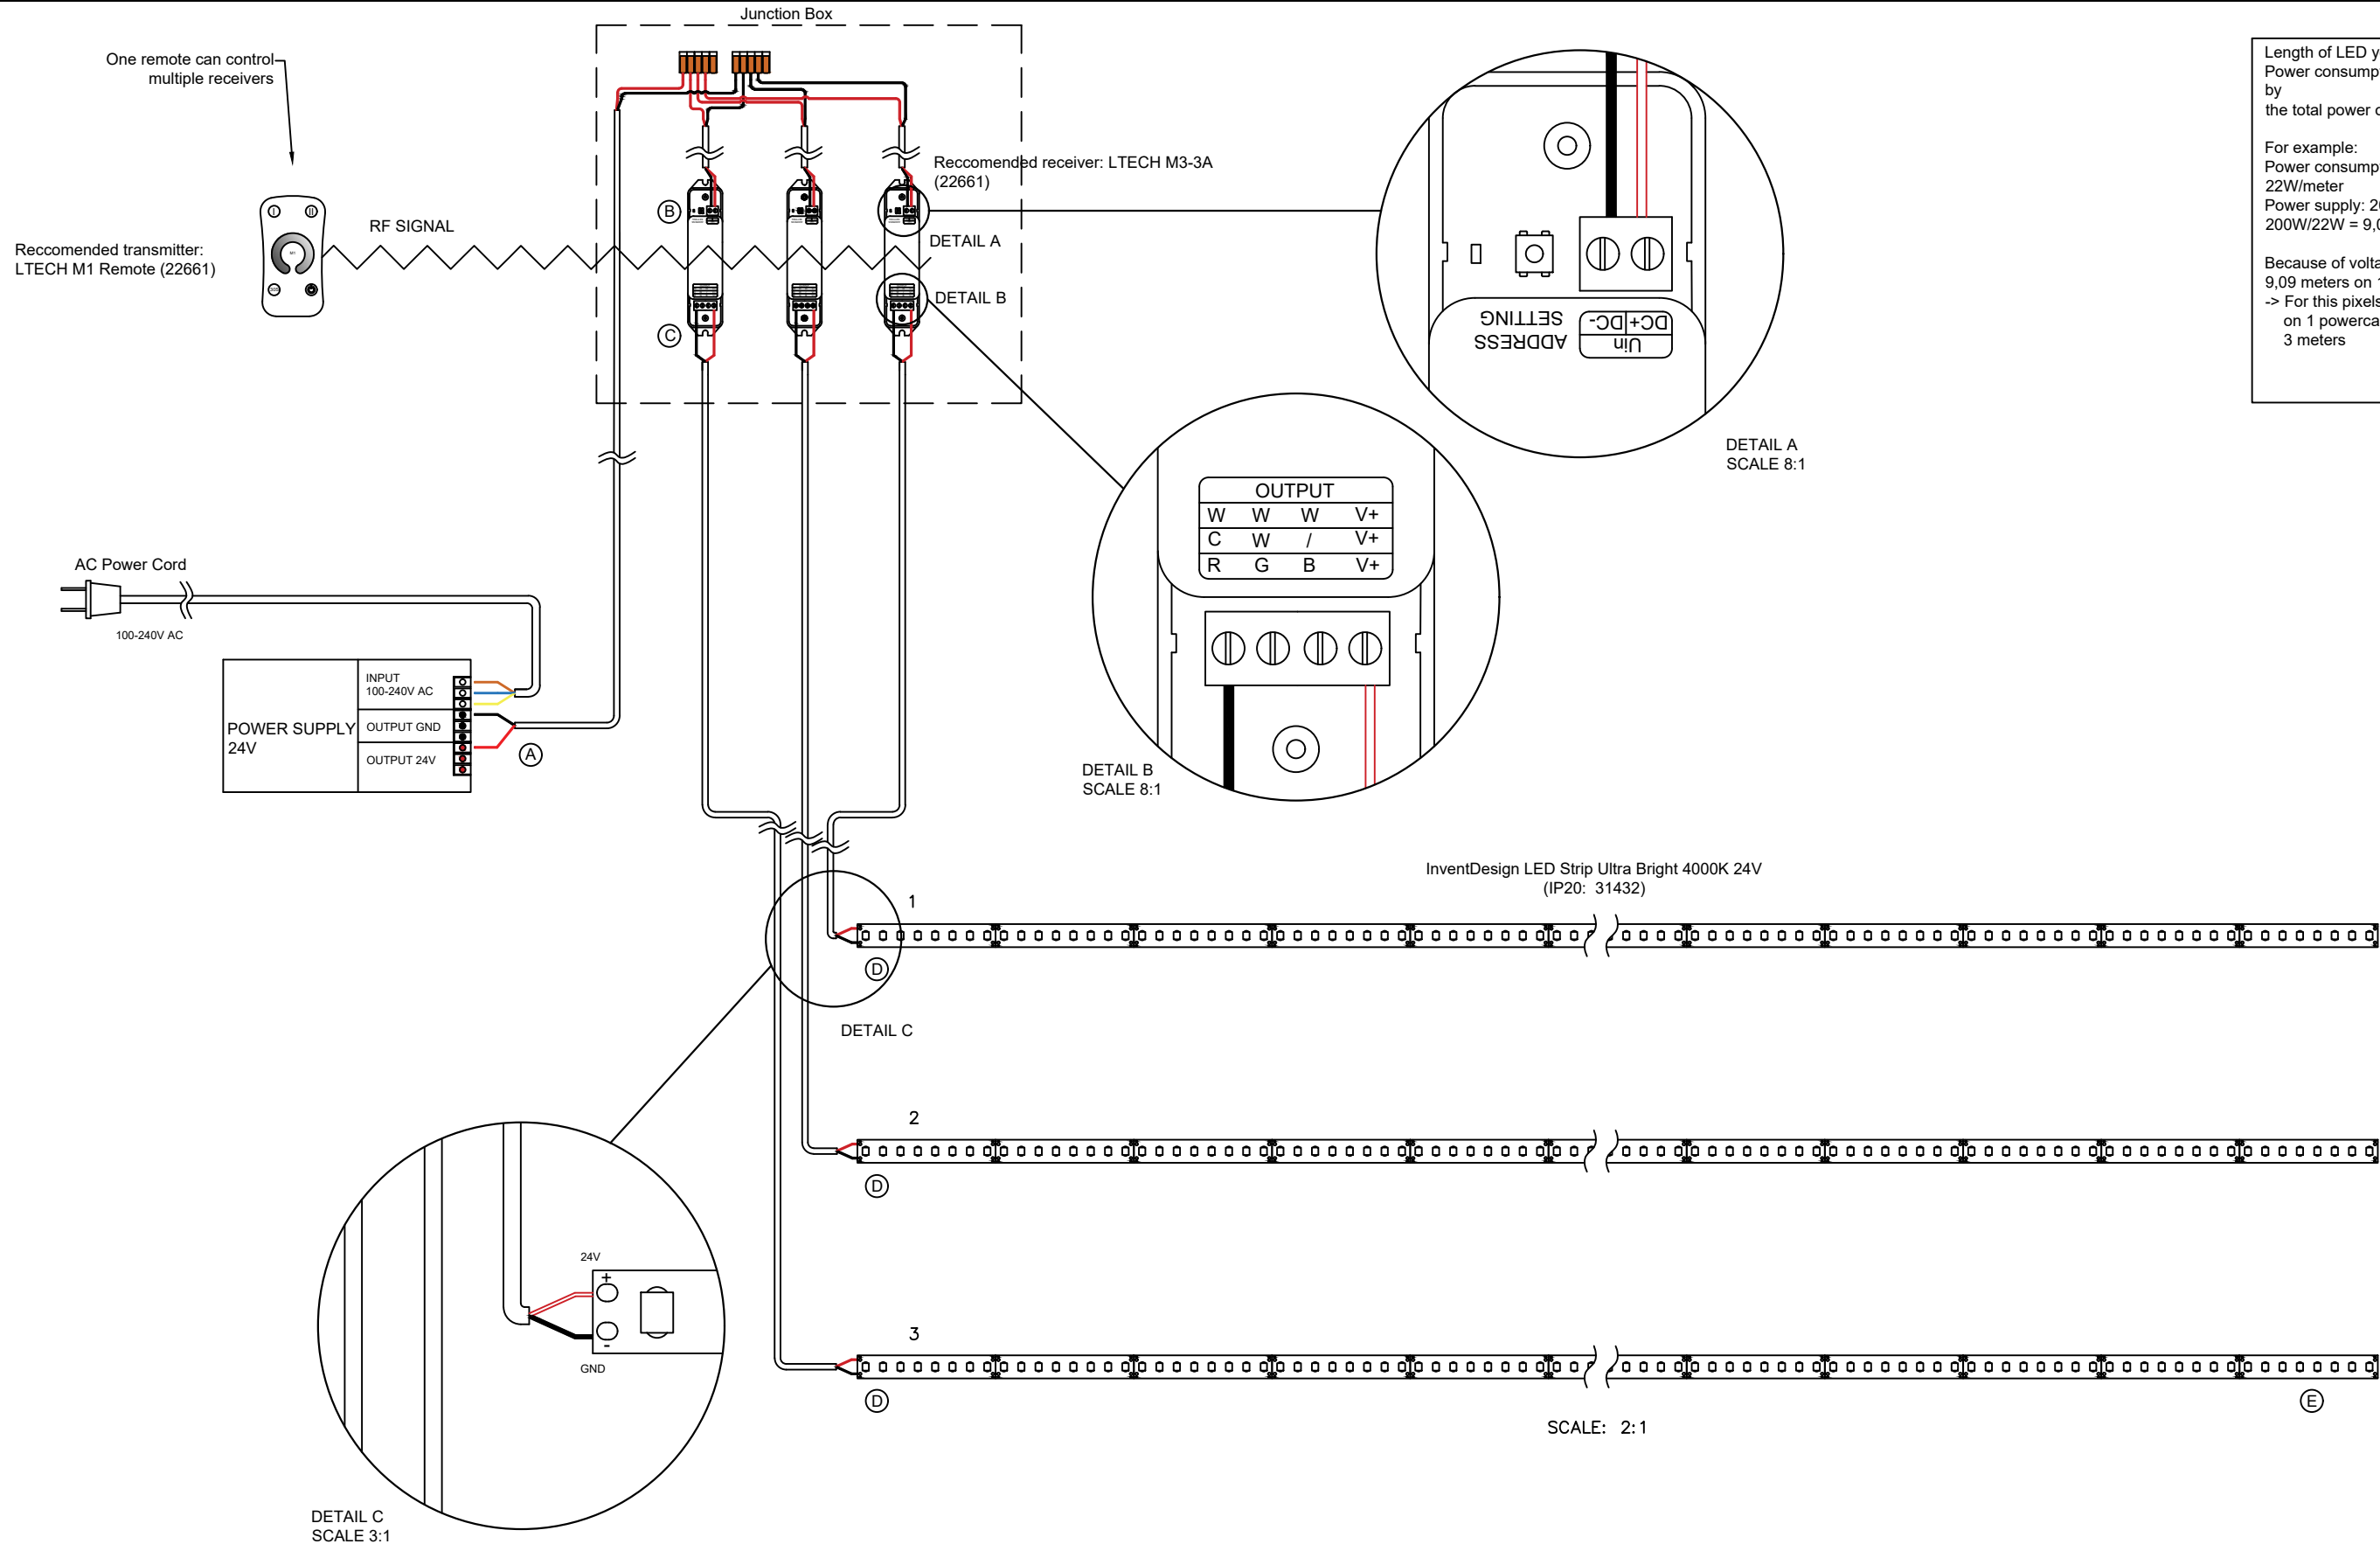 Junction Box
One remote can control
multiple receivers
Reccomended receiver: LTECH M3-3A
(22661)
RF SIGNAL
Reccomended transmitter:
LTECH M1 Remote (22661)
I
II
M1
B
C
DETAIL A
DETAIL B
ADDRESS
SETTING
Uin
DC+ DC-
DETAIL A
SCALE 8:1
OUTPUT
W W W V+
C W / V+
R G B V+
DETAIL B
SCALE 8:1
Length of LED y
Power consump
by
the total power c
For example:
Power consump
22W/meter
Power supply: 2
200W/22W = 9,0
Because of volta
9,09 meters on 1
-> For this pixels
on 1 powerca
3 meters
AC Power Cord
100-240V AC
POWER SUPPLY
24V
INPUT
100-240V AC
OUTPUT GND
OUTPUT 24V
A
InventDesign LED Strip Ultra Bright 4000K 24V
(IP20: 31432)
1
D
DETAIL C
2
D
3
D
E
SCALE: 2:1
24V
+
-
GND
DETAIL C
SCALE 3:1